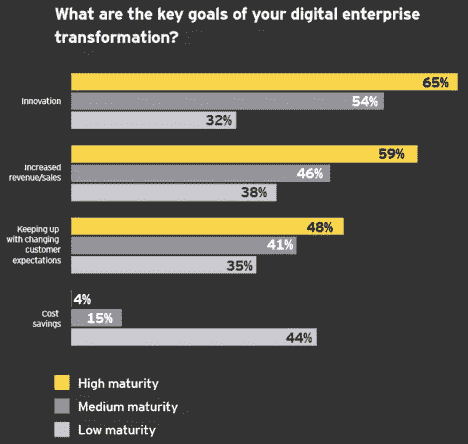 What are the key goals of your digital enterprise
transformation?
Innovation
65%
54%
32%
Increased
revenue/sales
59%
46%
38%
Keeping up
with changing
customer
expectations
48%
41%
35%
Cost
savings
4%
15%
44%
High maturity
Medium maturity
Low maturity